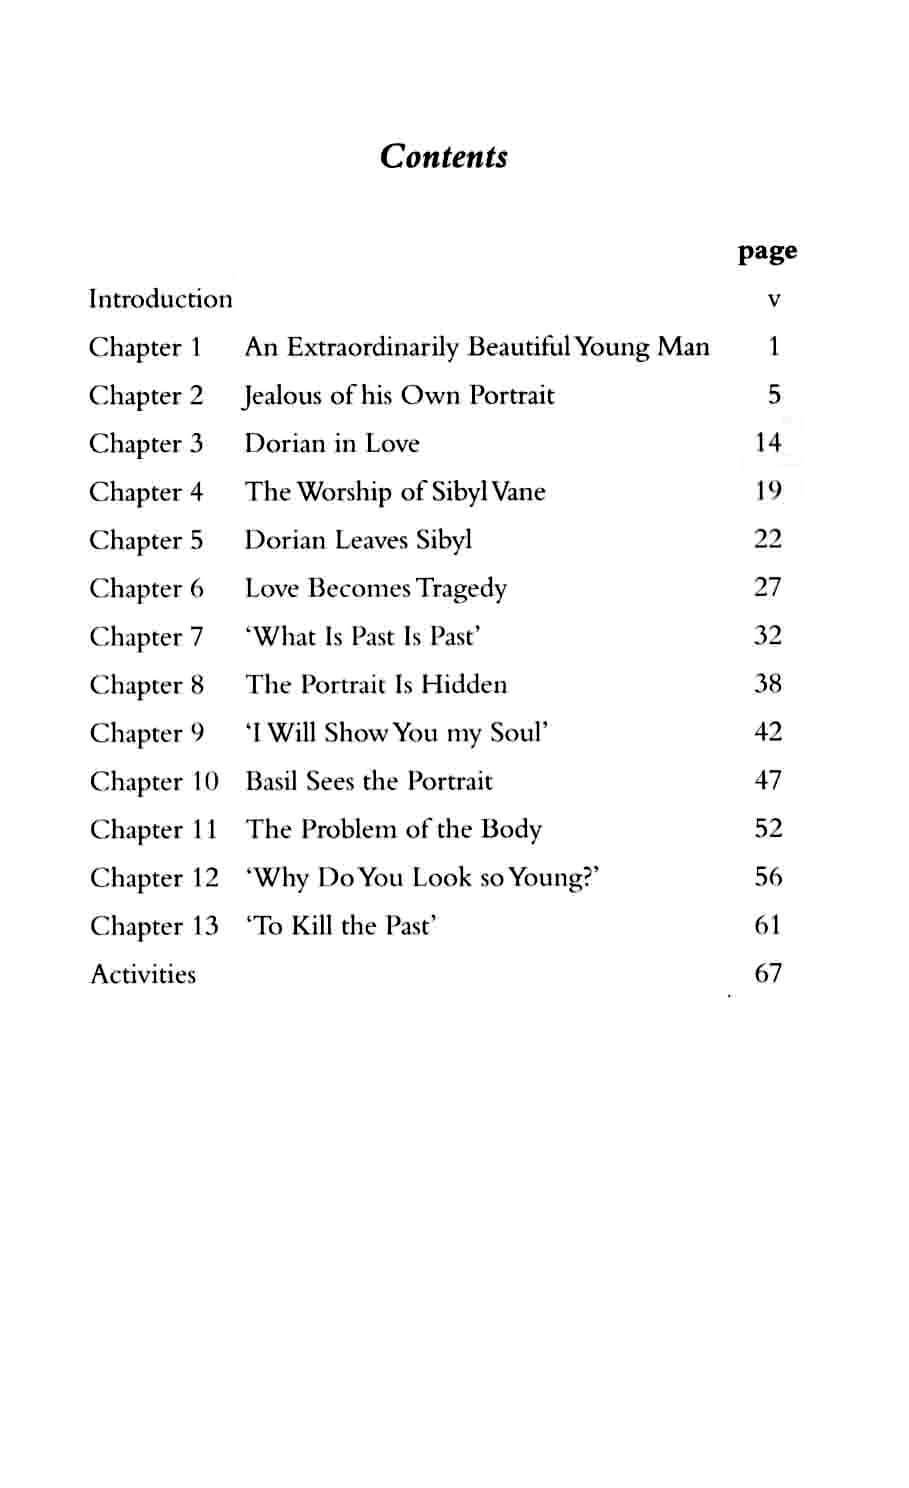 Contents
page
Introduction v
Chapter 1 An Extraordinarily Beautiful Young Man 1
Chapter 2 Jealous of his Own Portrait 5
Chapter 3 Dorian in Love 14
Chapter 4 The Worship of Sibyl Vane 19
Chapter 5 Dorian Leaves Sibyl 22
Chapter 6 Love Becomes Tragedy 27
Chapter 7 ‘What Is Past Is Past’ 32
Chapter 8 The Portrait Is Hidden 38
Chapter 9 ‘I Will Show You my Soul’ 42
Chapter 10 Basil Sees the Portrait 47
Chapter 11 The Problem of the Body 52
Chapter 12 ‘Why Do You Look so Young?’ 56
Chapter 13 ‘To Kill the Past’ 61
Activities 67